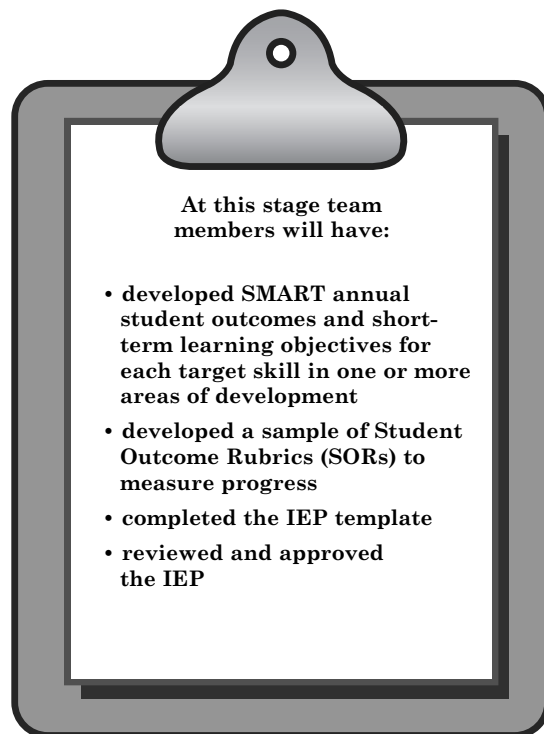 At this stage team
members will have:
• developed SMART annual
student outcomes and short-
term learning objectives for
each target skill in one or more
areas of development
• developed a sample of Student
Outcome Rubrics (SORs) to
measure progress
• completed the IEP template
• reviewed and approved
the IEP